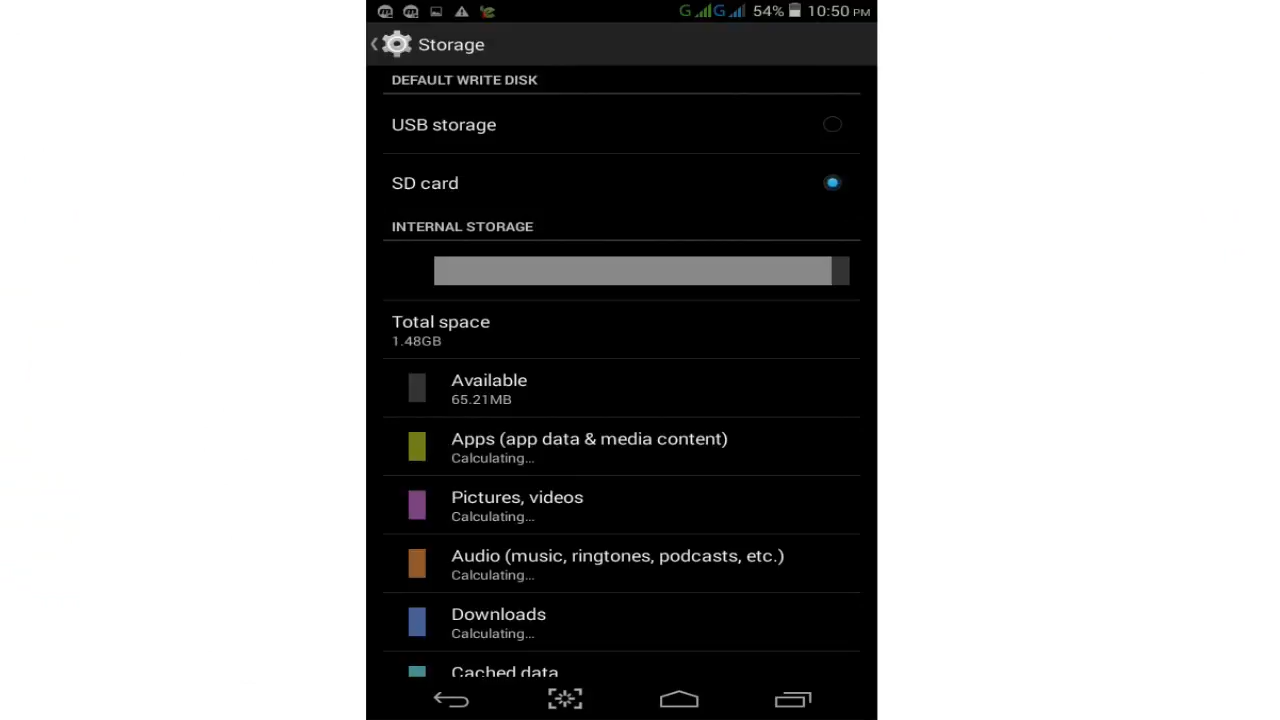 G G 54% 10:50 PM
Storage
DEFAULT WRITE DISK
USB storage
SD card
INTERNAL STORAGE
Total space
1.48GB
Available
65.21MB
Apps (app data & media content)
Calculating...
Pictures, videos
Calculating...
Audio (music, ringtones, podcasts, etc.)
Calculating...
Downloads
Calculating...
Cached data